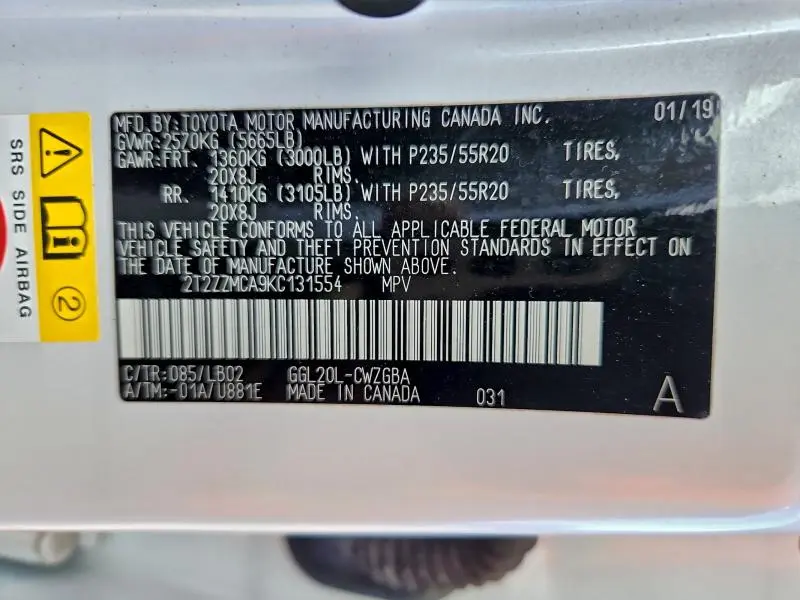 MFD.BY:TOYOTA MOTOR MANUFACTURING CANADA INC. 01/19
GVWR:2570KG (5665LB)
GAWR:FRT. 1360KG (3000LB) WITH P235/55R20 TIRES,
20X8J RIMS.
RR. 1410KG (3105LB) WITH P235/55R20 TIRES,
20X8J RIMS.
THIS VEHICLE CONFORMS TO ALL APPLICABLE FEDERAL MOTOR
VEHICLE SAFETY AND THEFT PREVENTION STANDARDS IN EFFECT ON
THE DATE OF MANUFACTURE SHOWN ABOVE.
2T2ZZMCA9KC131554 MPV
C/TR:085/LB02 GGL20L-CWZGBA
A/TM:-01A/U881E MADE IN CANADA 031 A
SRS SIDE AIRBAG
2